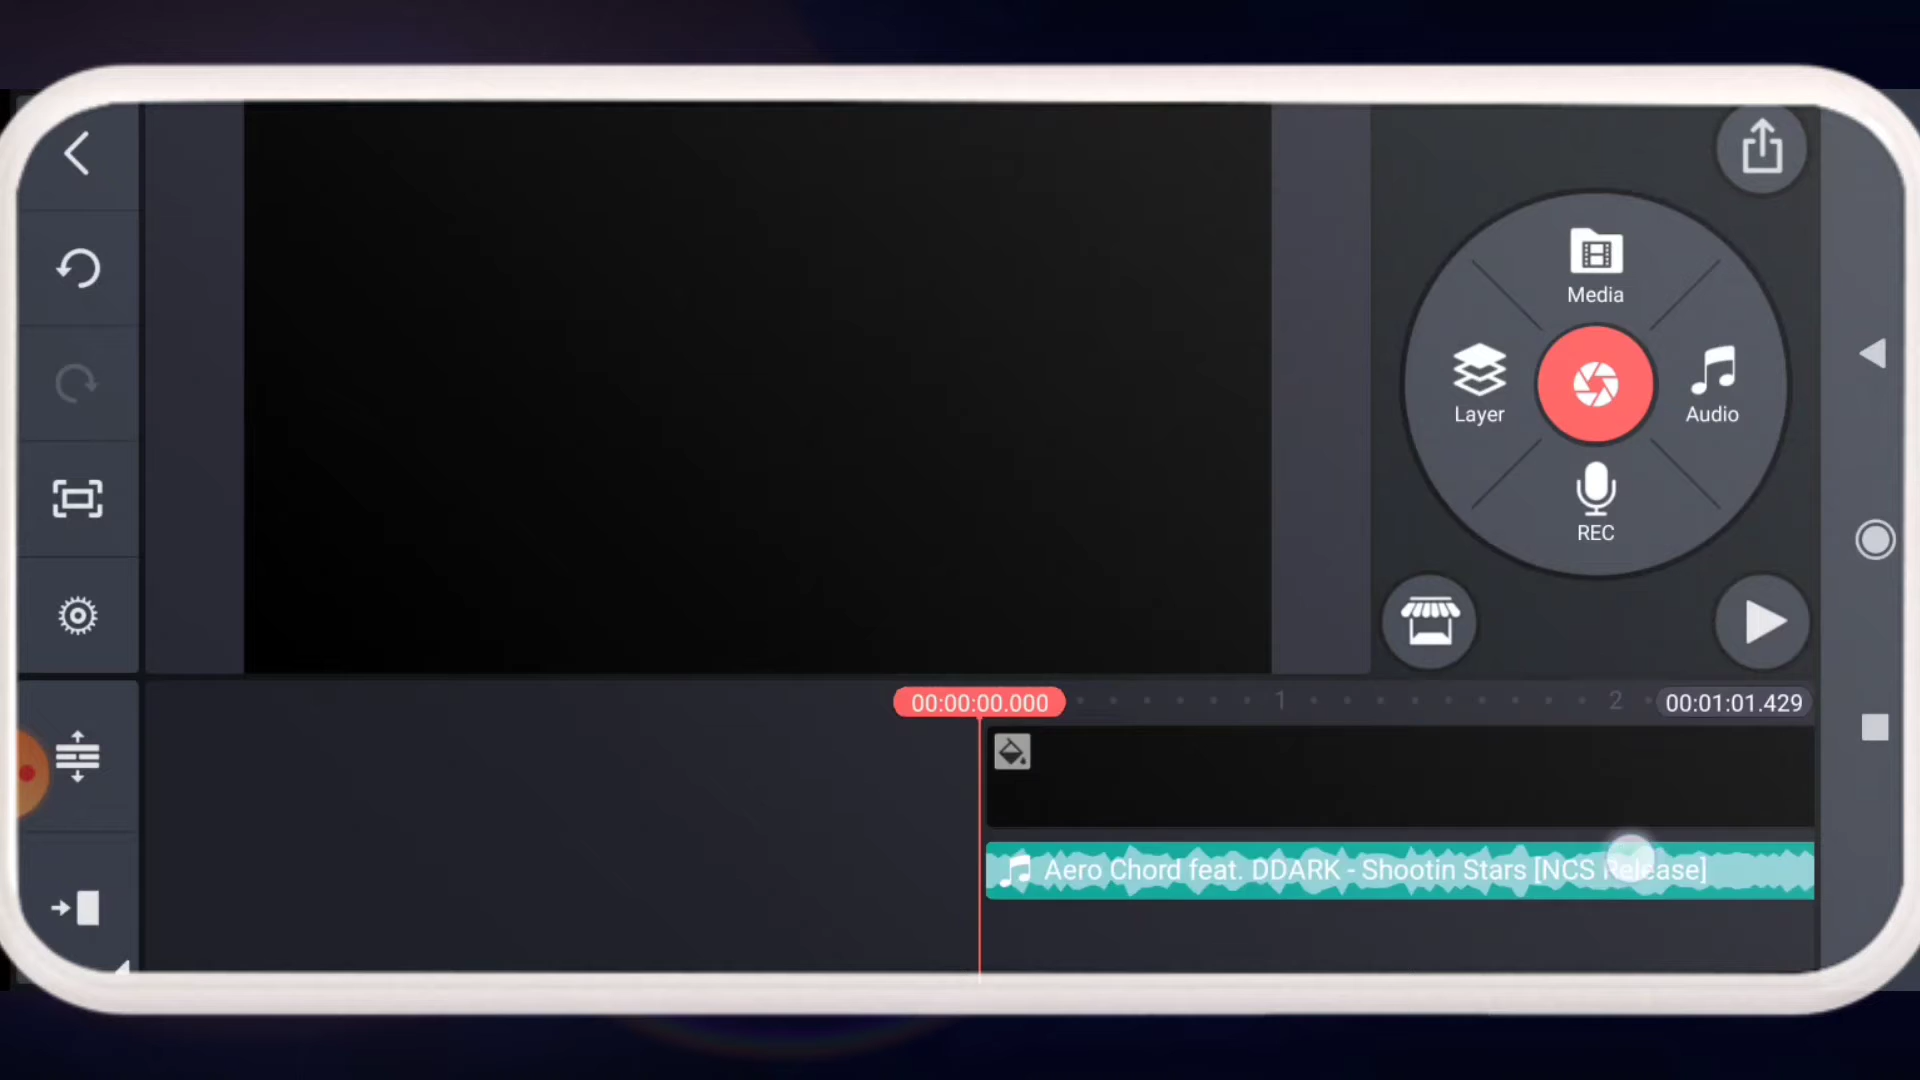 Media
Layer
Audio
REC
00:00:00.000
1
2
00:01:01.429
Aero Chord feat. DDARK - Shootin Stars [NCS Release]